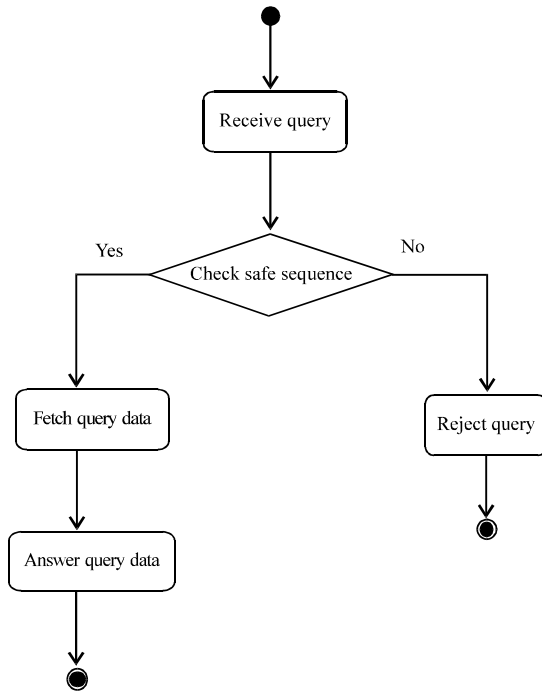 Receive query
Yes
No
Check safe sequence
Fetch query data
Reject query
Answer query data